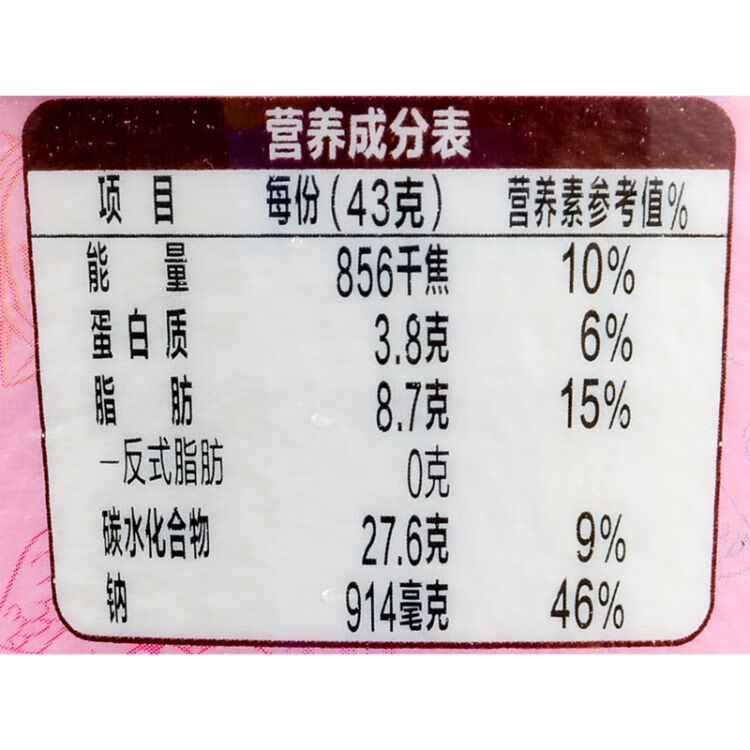 营养成分表
项 目 每份(43克) 营养素参考值%
能 量 856千焦 10%
蛋白质 3.8克 6%
脂 肪 8.7克 15%
—反式脂肪 0克
碳水化合物 27.6克 9%
钠 914毫克 46%